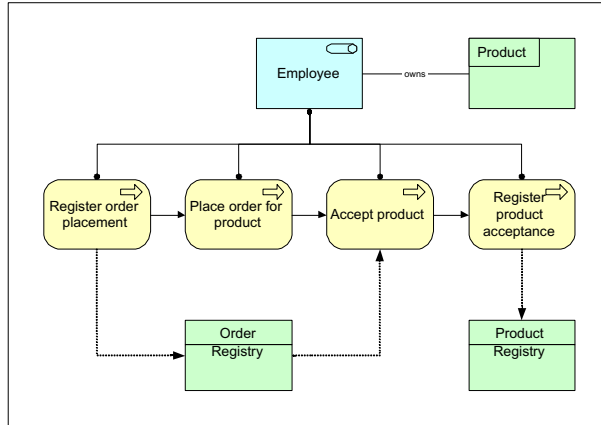 Employee
owns
Product
Register order
placement
Place order for
product
Accept product
Register
product
acceptance
Order
Registry
Product
Registry